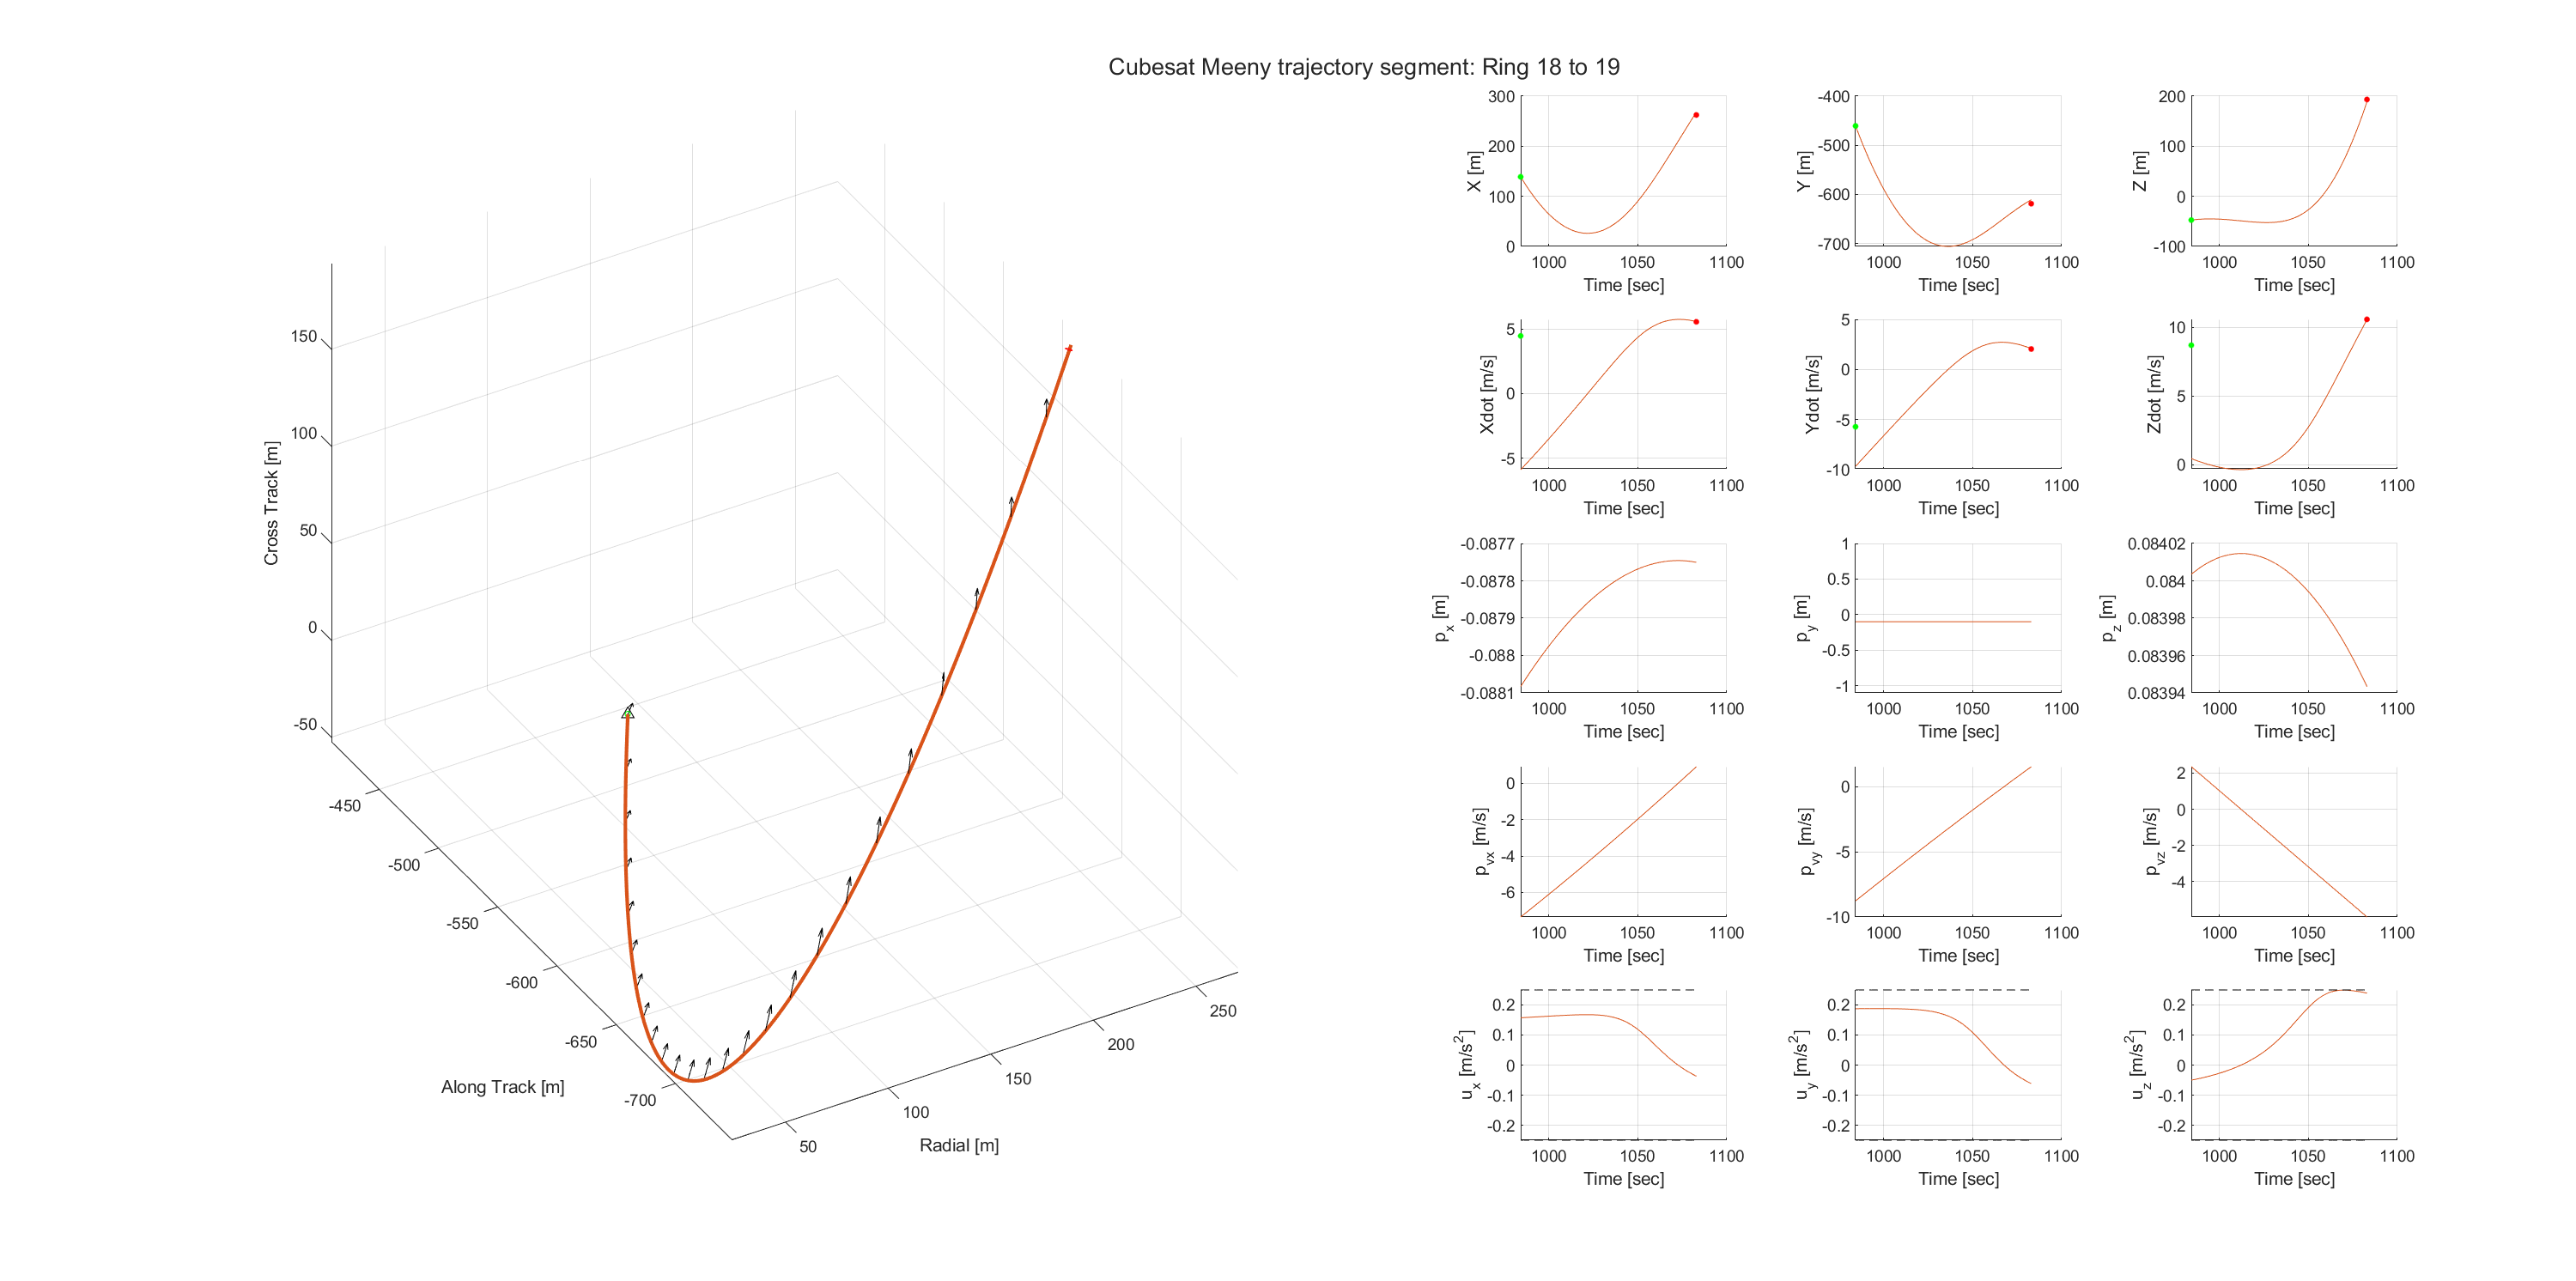 Cubesat Meeny trajectory segment: Ring 18 to 19
150
100
50
0
-50
Cross Track [m]
-450
-500
-550
-600
-650
-700
Along Track [m]
50
100
150
200
250
Radial [m]
300
200
100
0
X [m]
1000 1050 1100
Time [sec]
-400
-500
-600
-700
Y [m]
1000 1050 1100
Time [sec]
200
100
0
-100
Z [m]
1000 1050 1100
Time [sec]
5
0
-5
Xdot [m/s]
1000 1050 1100
Time [sec]
5
0
-5
-10
Ydot [m/s]
1000 1050 1100
Time [sec]
10
5
0
Zdot [m/s]
1000 1050 1100
Time [sec]
-0.0877
-0.0878
-0.0879
-0.088
-0.0881
p_x [m]
1000 1050 1100
Time [sec]
1
0.5
0
-0.5
-1
p_y [m]
1000 1050 1100
Time [sec]
0.08402
0.084
0.08398
0.08396
0.08394
p_z [m]
1000 1050 1100
Time [sec]
0
-2
-4
-6
p_vx [m/s]
1000 1050 1100
Time [sec]
0
-5
-10
p_vy [m/s]
1000 1050 1100
Time [sec]
2
0
-2
-4
p_vz [m/s]
1000 1050 1100
Time [sec]
0.2
0.1
0
-0.1
-0.2
u_x [m/s²]
1000 1050 1100
Time [sec]
0.2
0.1
0
-0.1
-0.2
u_y [m/s²]
1000 1050 1100
Time [sec]
0.2
0.1
0
-0.1
-0.2
u_z [m/s²]
1000 1050 1100
Time [sec]